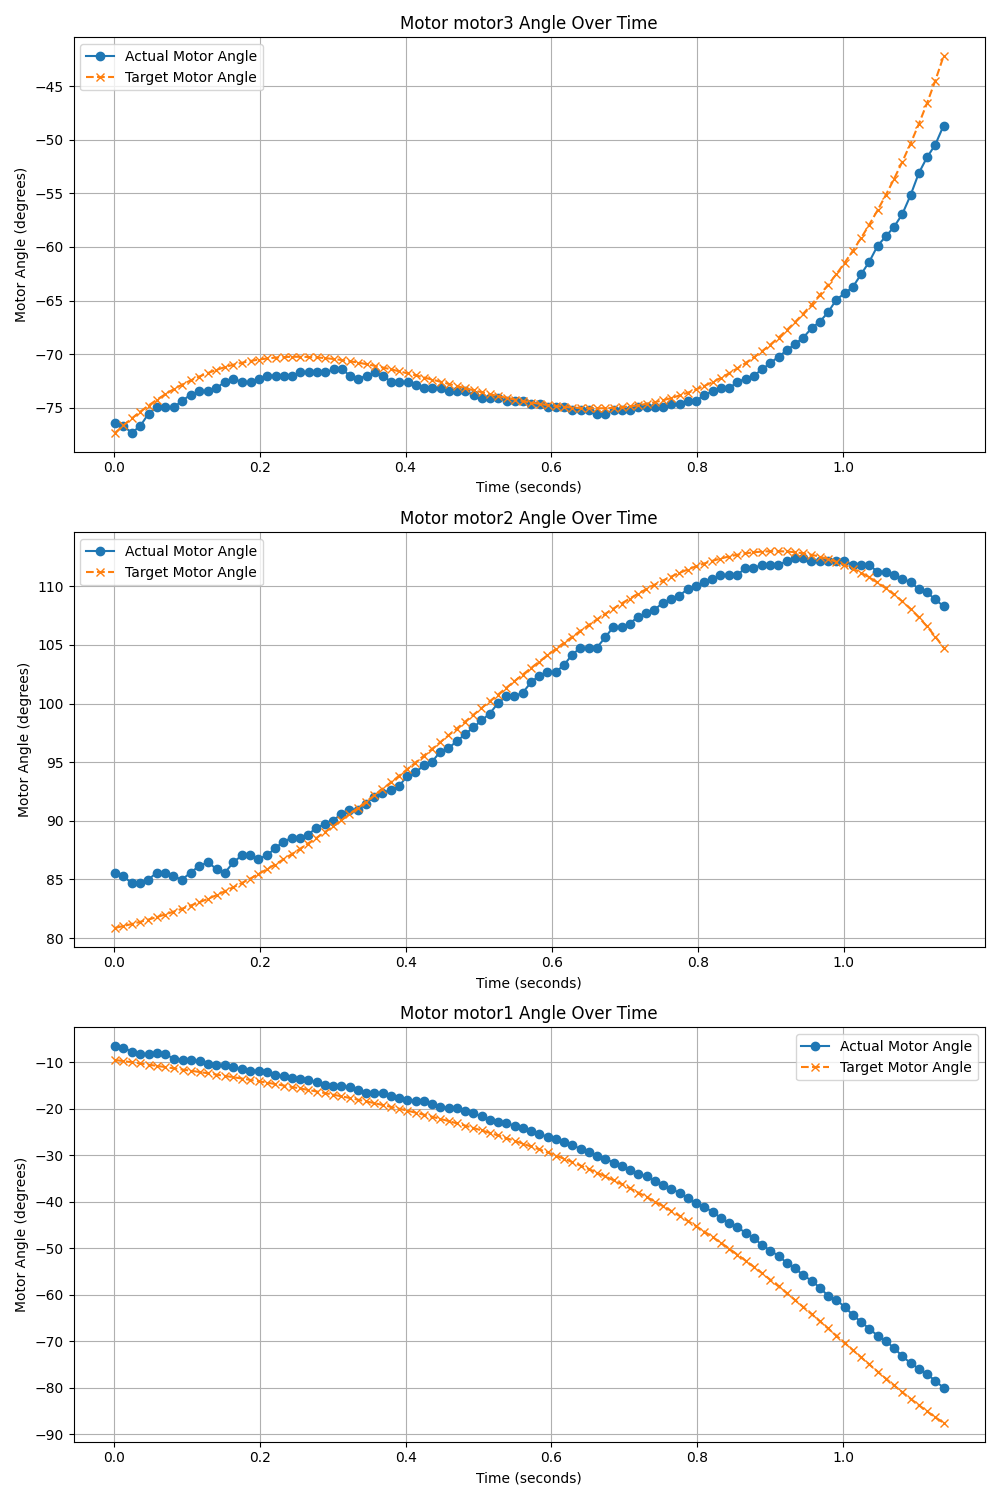 Motor motor3 Angle Over Time
Actual Motor Angle
Target Motor Angle
Motor Angle (degrees)
−45
−50
−55
−60
−65
−70
−75
0.0 0.2 0.4 0.6 0.8 1.0
Time (seconds)
Motor motor2 Angle Over Time
Actual Motor Angle
Target Motor Angle
Motor Angle (degrees)
110
105
100
95
90
85
80
0.0 0.2 0.4 0.6 0.8 1.0
Time (seconds)
Motor motor1 Angle Over Time
Actual Motor Angle
Target Motor Angle
Motor Angle (degrees)
−10
−20
−30
−40
−50
−60
−70
−80
−90
0.0 0.2 0.4 0.6 0.8 1.0
Time (seconds)